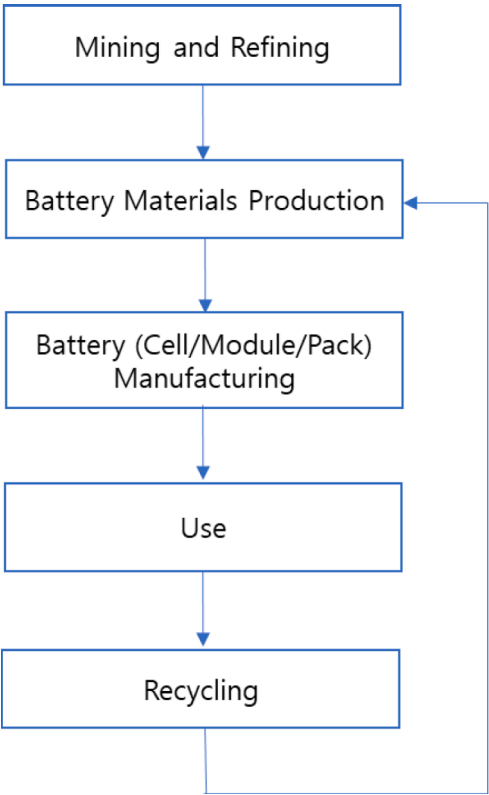 Mining and Refining
Battery Materials Production
Battery (Cell/Module/Pack)
Manufacturing
Use
Recycling